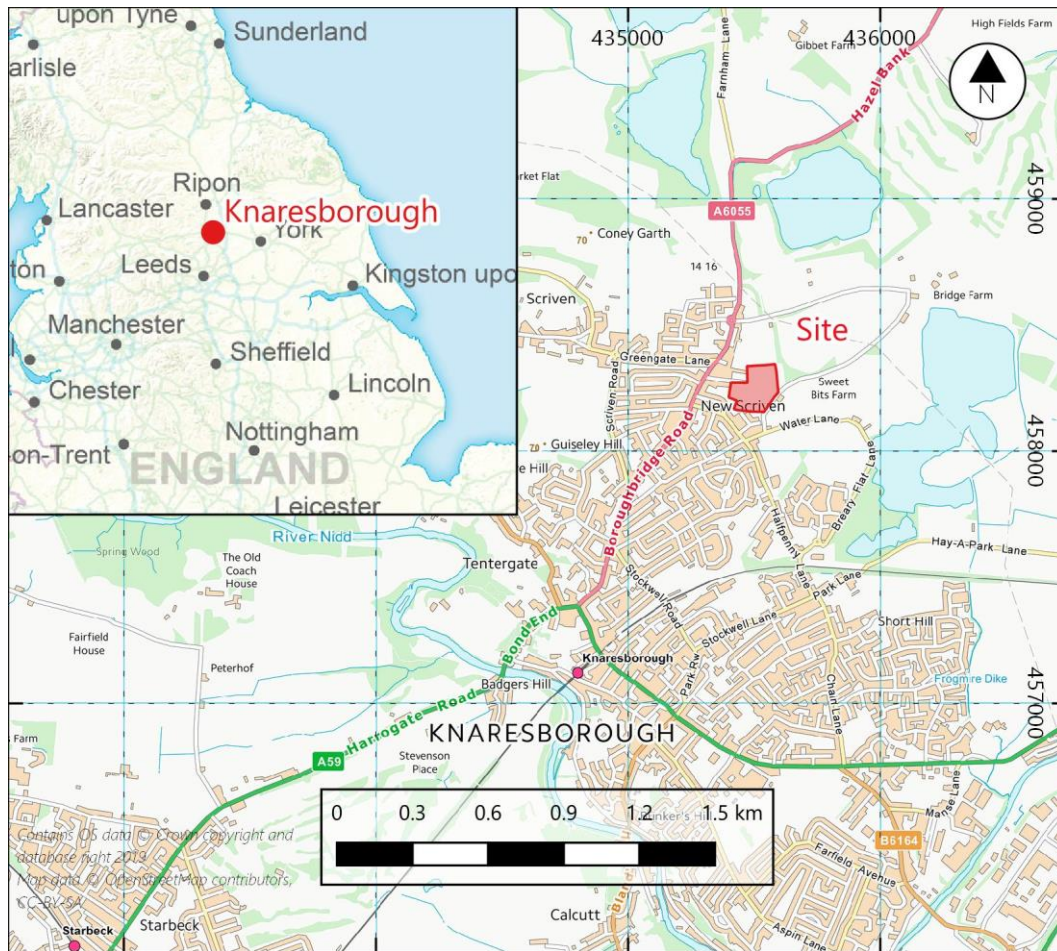 upon Tyne
Sunderland
arlisle
Ripon
Lancaster
Knaresborough
York
ton
Leeds
Kingston upo
Manchester
Sheffield
Chester
Lincoln
Nottingham
-on-Trent
ENGLAND
Leicester
435000
436000
High Fields Farm
Gibbet Farm
Farnham Lane
Hazel Bank
N
459000
rket Flat
A6055
70
Coney Garth
14 16
Scriven
Bridge Farm
Site
Greengate Lane
Scriven Road
Sweet
Bits Farm
New Scriven
Water Lane
70
Guiseley Hill
458000
e Hill
Boroughbridge Road
Breary Flat Lane
Halfpenny Lane
Hay-A-Park Lane
River Nidd
Spring Wood
The Old
Coach
House
Tentergate
Stockwell Road
Park Lane
Stockwell Lane
Short Hill
Fairfield
House
Bond End
Knaresborough
Peterhof
Badgers Hill
Park Rw
Chain Lane
Frogmire Dike
457000
Harrogate Road
KNARESBOROUGH
s Farm
A59
Stevenson
Place
0 0.3 0.6 0.9 1.2 1.5 km
Manse Lane
B6164
Farfield Avenue
Aspin Lane
Calcutt
Contains OS data © Crown copyright and
database right 2019
Map data © OpenStreetMap contributors,
CC-BY-SA
Starbeck
Starbeck